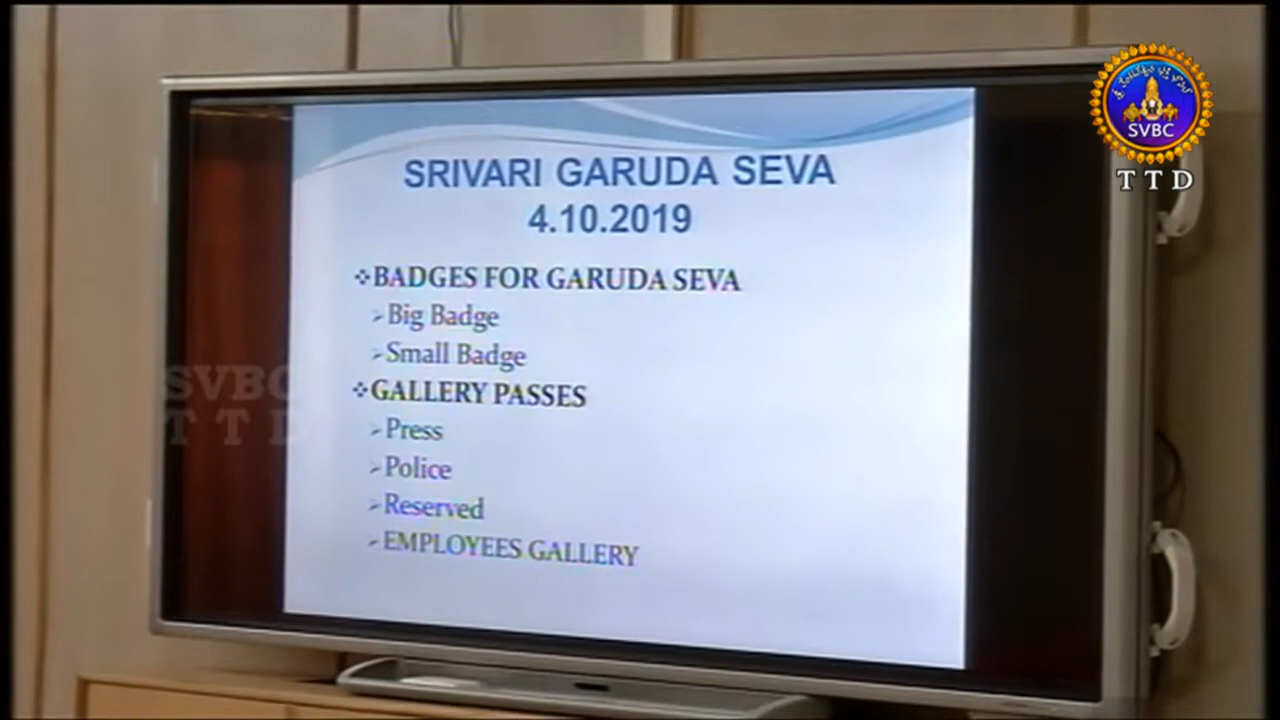 SRIVARI GARUDA SEVA
4.10.2019
BADGES FOR GARUDA SEVA
Big Badge
Small Badge
GALLERY PASSES
Press
Police
Reserved
EMPLOYEES GALLERY
SVBC
TTD
SVBC
TTD